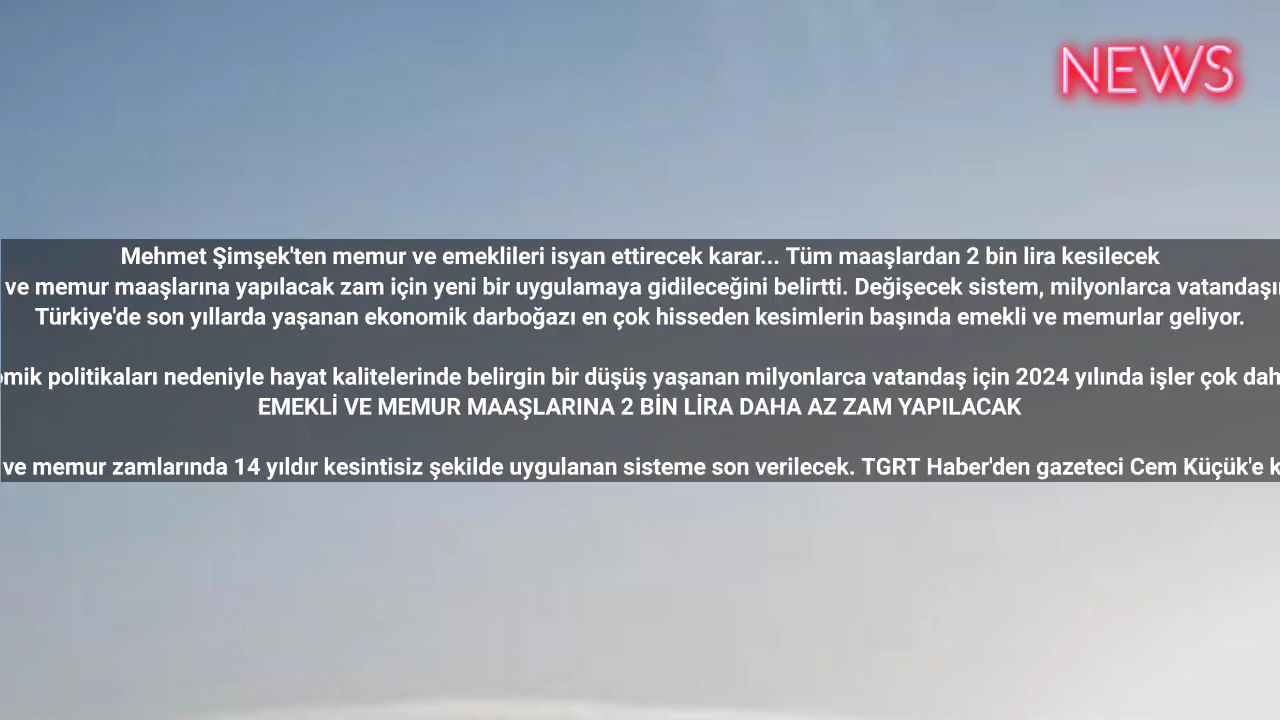 NEWS
Mehmet Şimşek'ten memur ve emeklileri isyan ettirecek karar... Tüm maaşlardan 2 bin lira kesilecek
ve memur maaşlarına yapılacak zam için yeni bir uygulamaya gidileceğini belirtti. Değişecek sistem, milyonlarca
Türkiye'de son yıllarda yaşanan ekonomik darboğazı en çok hisseden kesimlerin başında emekli ve memurlar geliyor.
politikaları nedeniyle hayat kalitelerinde belirgin bir düşüş yaşanan milyonlarca vatandaş için 2024 yılında işler çok
EMEKLİ VE MEMUR MAAŞLARINA 2 BİN LİRA DAHA AZ ZAM YAPILACAK
ve memur zamlarında 14 yıldır kesintisiz şekilde uygulanan sisteme son verilecek. TGRT Haber'den gazeteci Cem Küçük'e